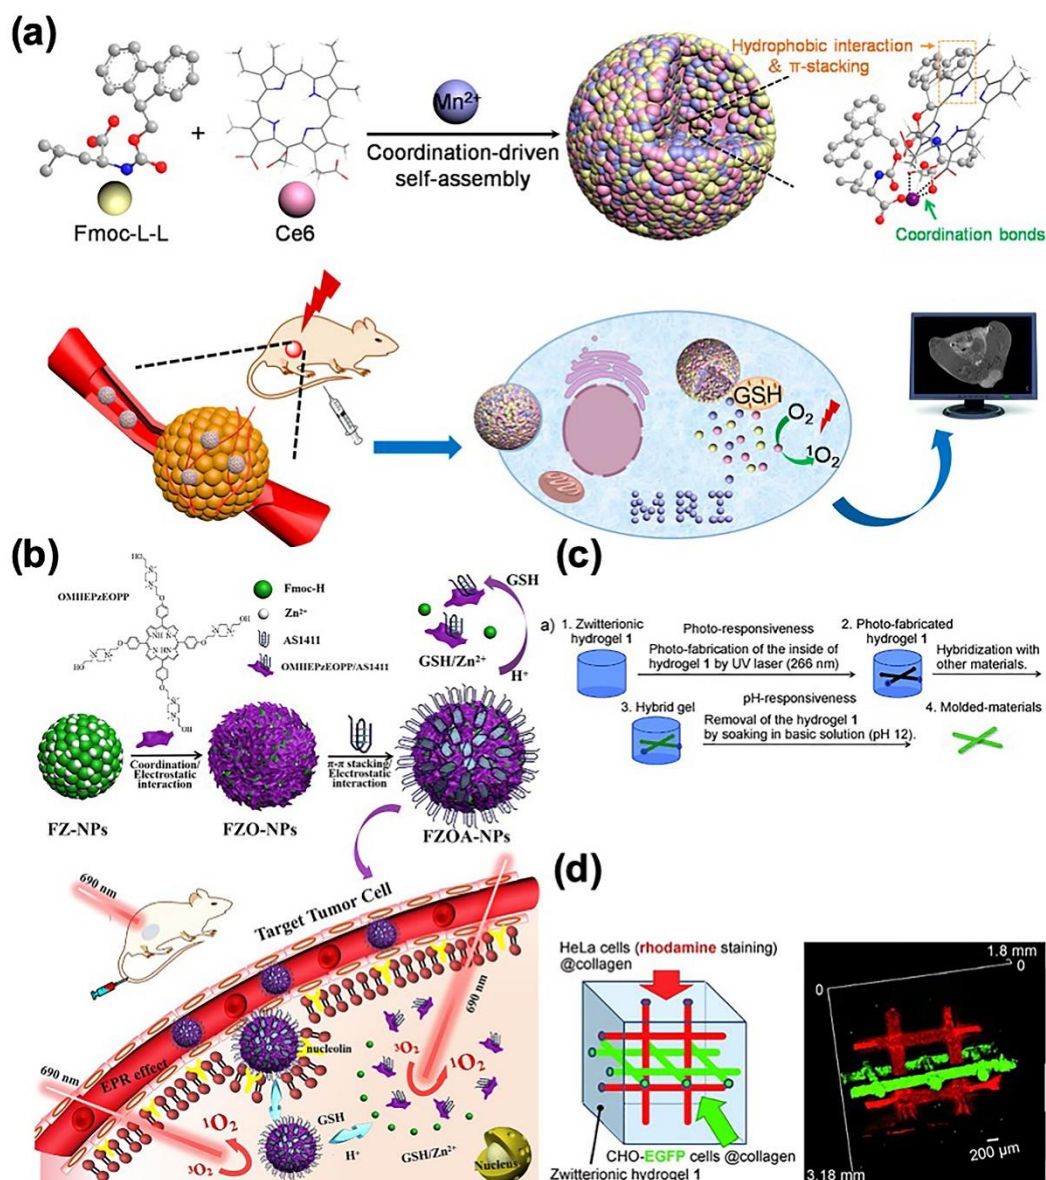 (a)
Fmoc-L-L
+
Ce6
Mn²⁺
Coordination-driven
self-assembly
Hydrophobic interaction
& π-stacking
Coordination bonds
GSH
O₂
¹O₂
MRI
(b)
OMHEPzEOPP
HO
OH
HO
OH
NH
N
N
HN
Fmoc-H
Zn²⁺
AS1411
OMHEPzEOPP/AS1411
GSH
GSH/Zn²⁺
H⁺
Coordination/
Electrostatic
interaction
π-π stacking/
Electrostatic
interaction
FZ-NPs
FZO-NPs
FZOA-NPs
690 nm
Target Tumor Cell
690 nm
nucleolin
³O₂
¹O₂
EPR effect
690 nm
¹O₂
³O₂
GSH
H⁺
GSH/Zn²⁺
Nucleus
(c)
a)
1. Zwitterionic
hydrogel 1
Photo-responsiveness
Photo-fabrication of the inside
of hydrogel 1 by UV laser (266 nm)
2. Photo-fabricated
hydrogel 1
Hybridization with
other materials.
3. Hybrid gel
pH-responsiveness
Removal of the hydrogel 1
by soaking in basic solution (pH 12).
4. Molded-materials
(d)
HeLa cells (rhodamine staining)
@collagen
CHO-EGFP cells @collagen
Zwitterionic hydrogel 1
1.8 mm
0
0
200 μm
3.18 mm